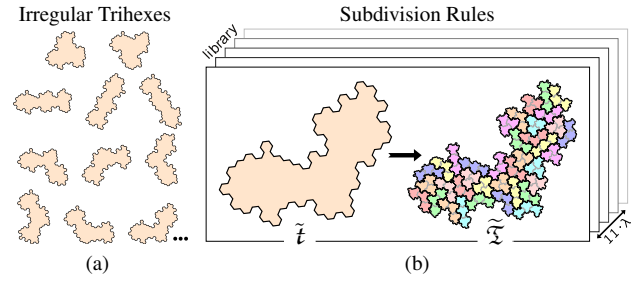 Irregular Trihexes
Subdivision Rules
library
t̃
𝔗̃
11·λ
(a)
(b)